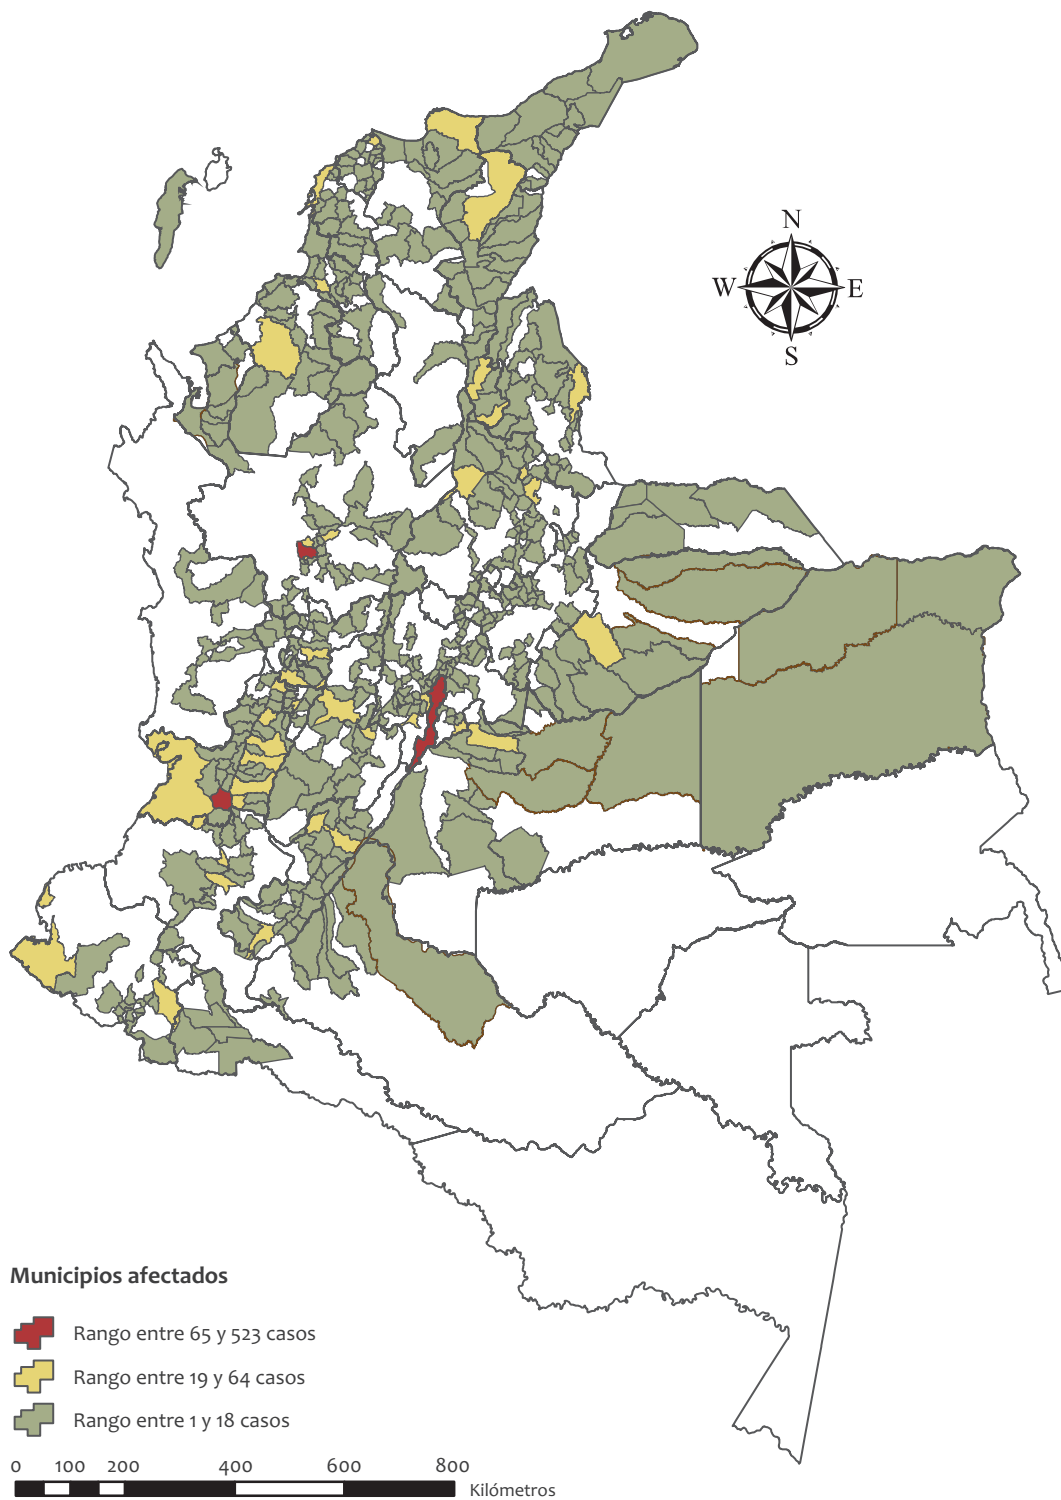 N
W E
S
Municipios afectados
Rango entre 65 y 523 casos
Rango entre 19 y 64 casos
Rango entre 1 y 18 casos
0 100 200 400 600 800
Kilómetros